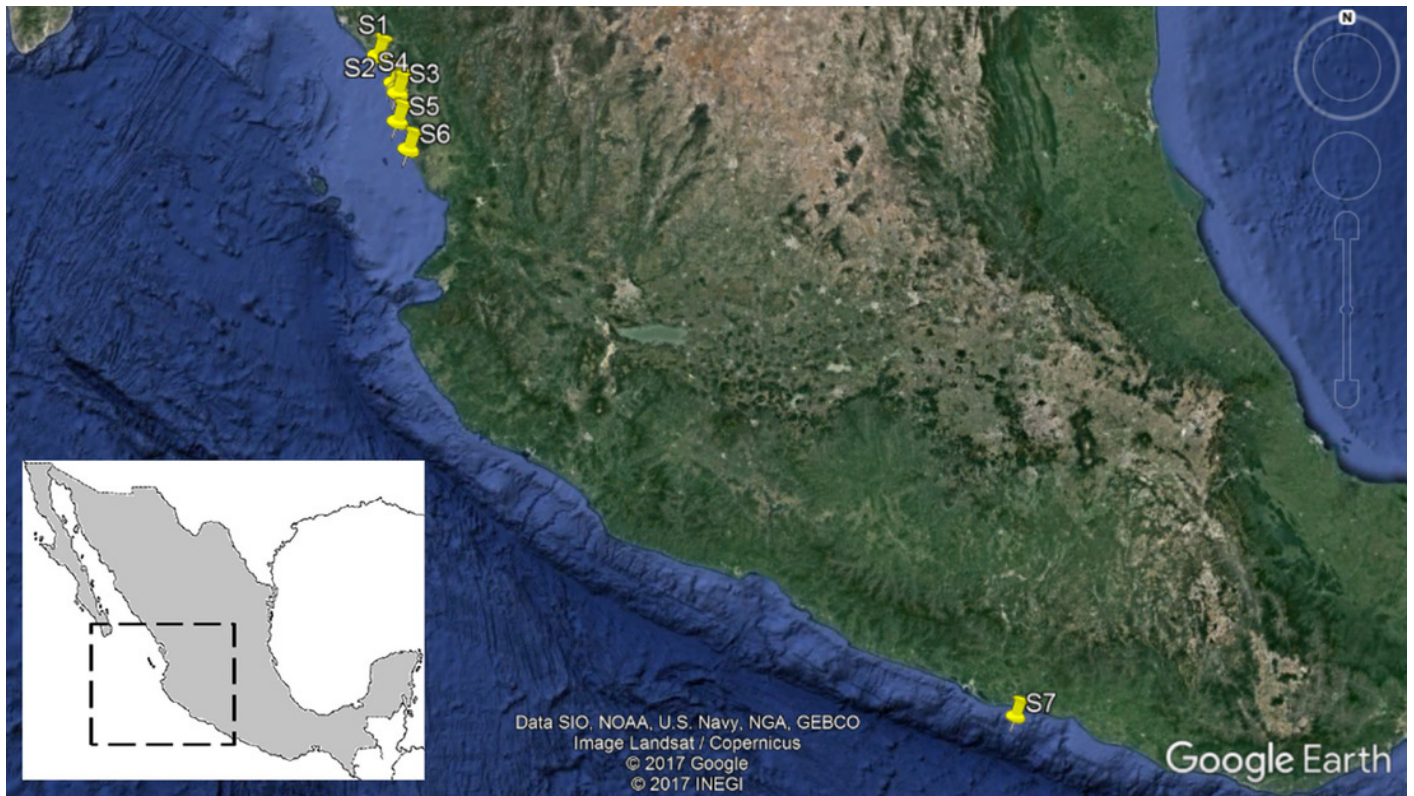 N
S1
S2
S4
S3
S5
S6
S7
Data SIO, NOAA, U.S. Navy, NGA, GEBCO
Image Landsat / Copernicus
© 2017 Google
© 2017 INEGI
Google Earth